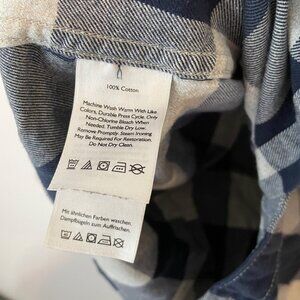 100% Cotton
Machine Wash Warm With Like
Colors, Durable Press Cycle. Only
Non-Chlorine Bleach When
Needed. Tumble Dry Low.
Remove Promptly. Steam Ironing
May Be Required For Restoration.
Do Not Dry Clean.
Mit ähnlichen Farben waschen.
Dampfbügeln zum Auffrischen.